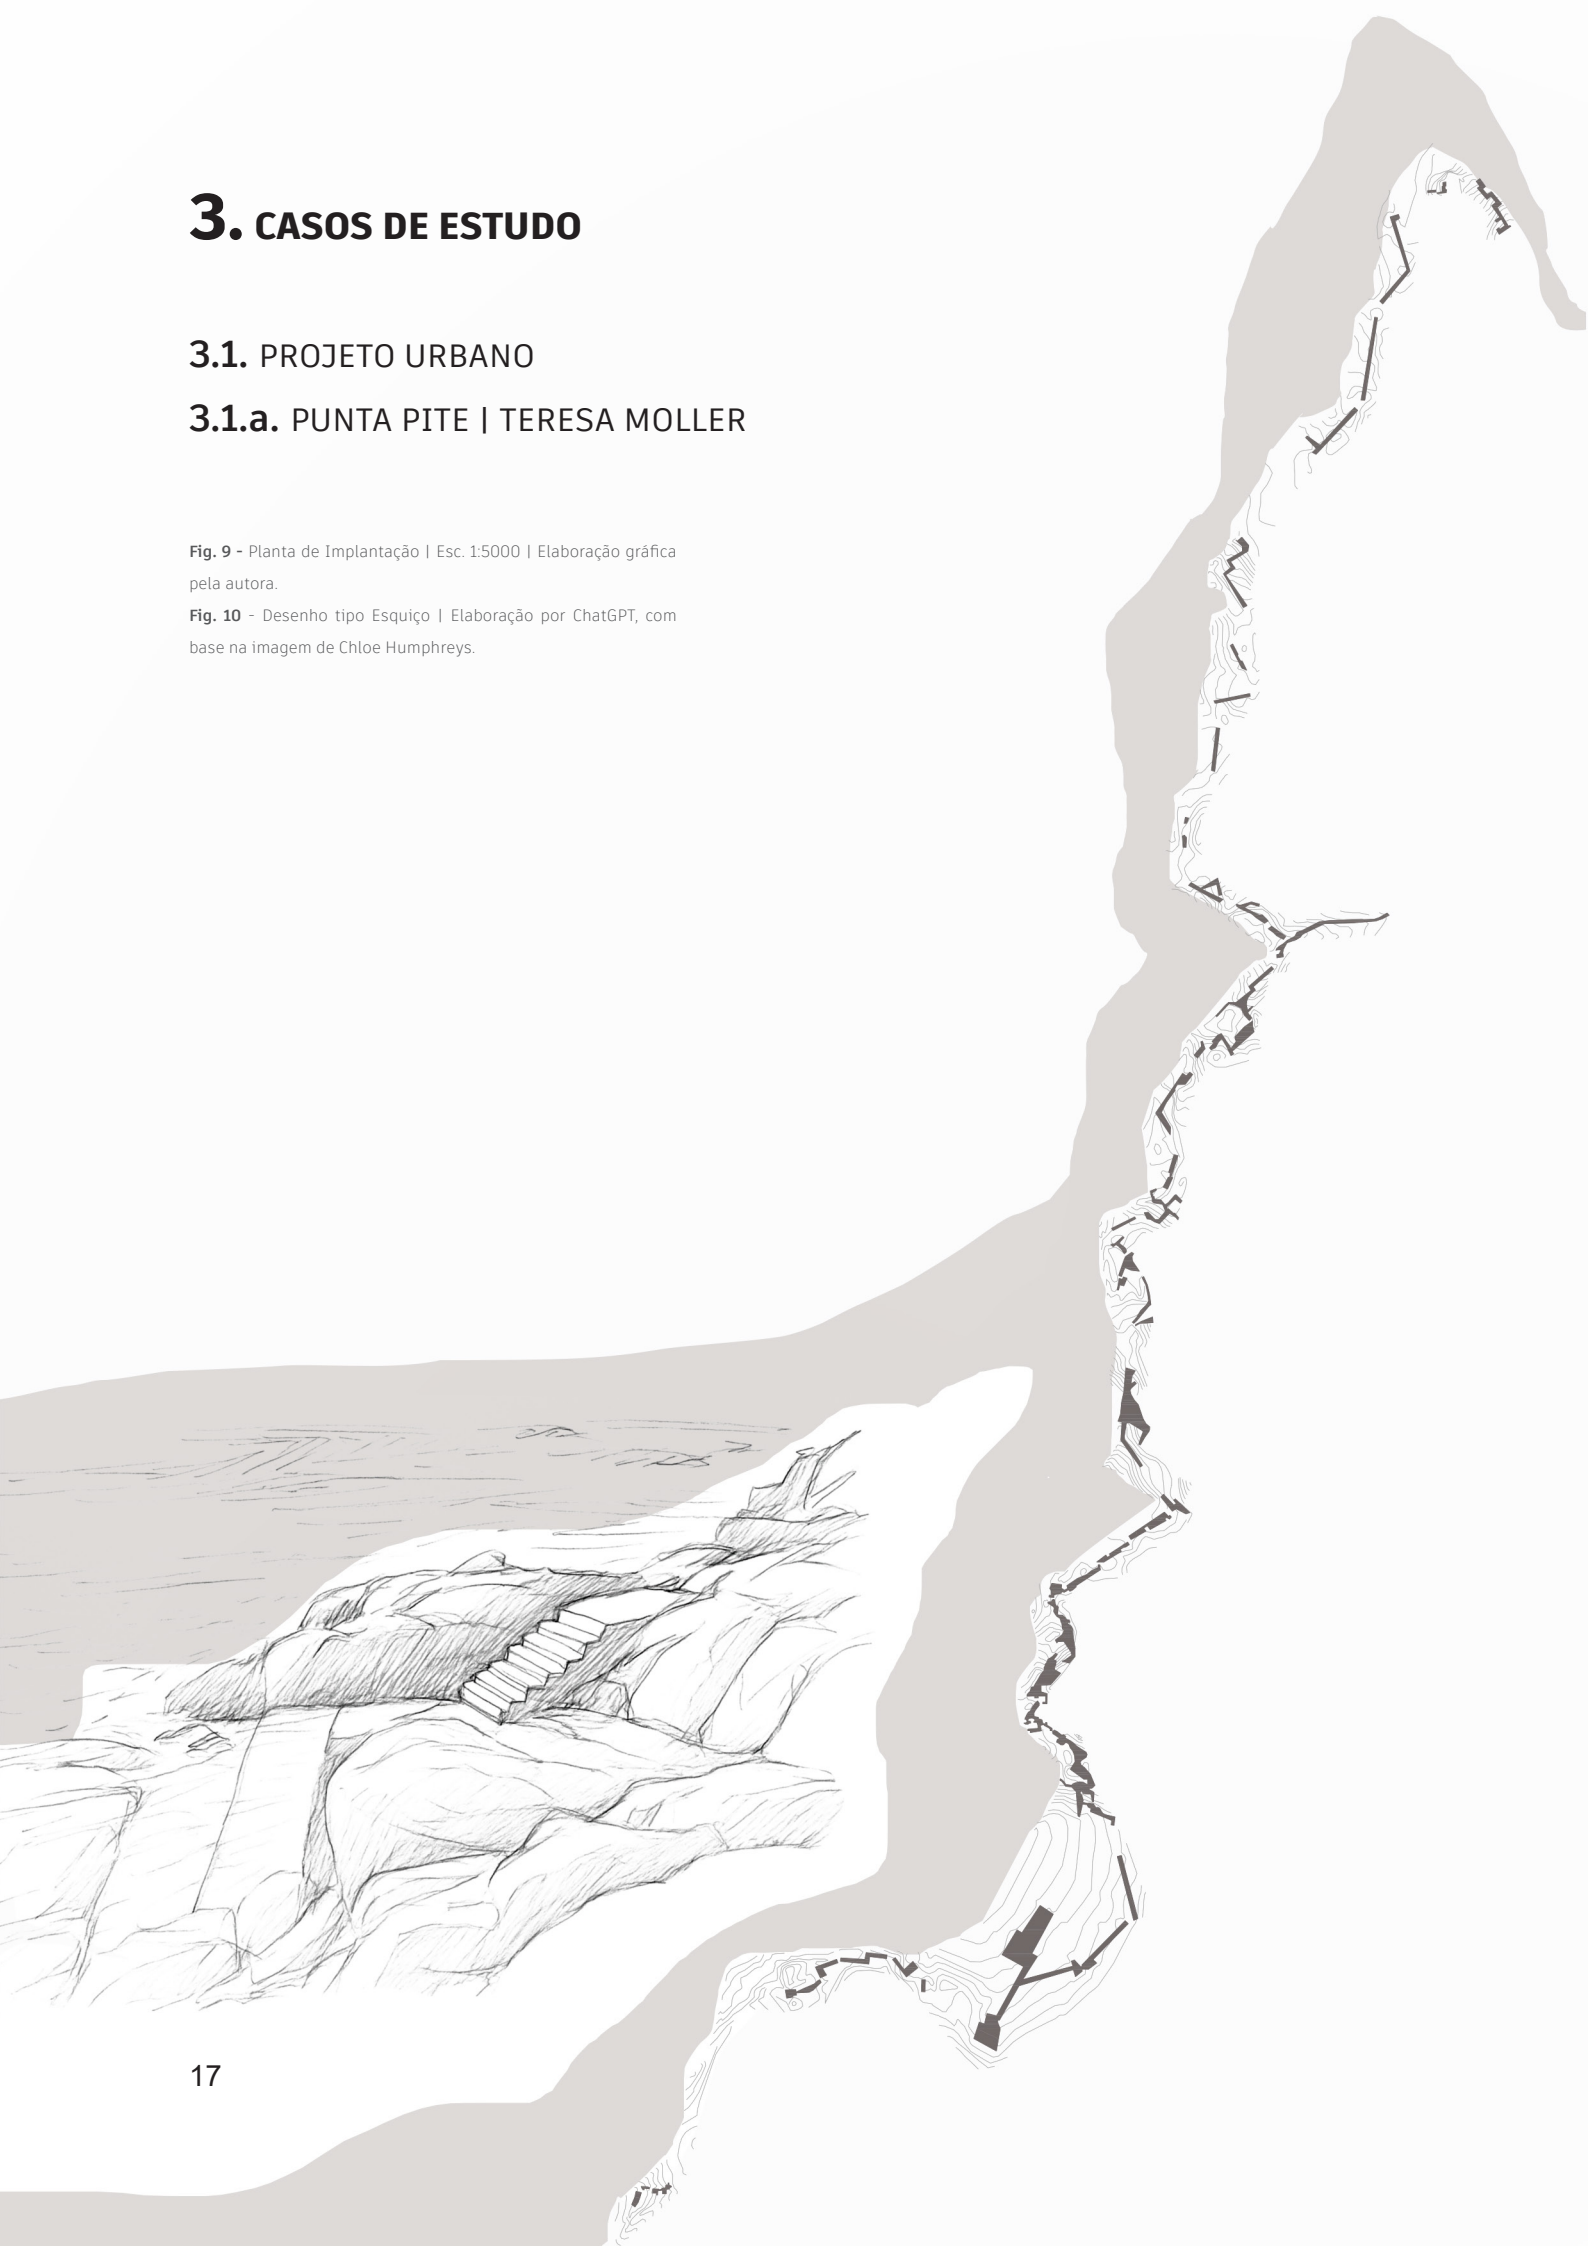 3. CASOS DE ESTUDO
3.1. PROJETO URBANO
3.1.a. PUNTA PITE | TERESA MOLLER
Fig. 9 - Planta de Implantação | Esc. 1:5000 | Elaboração gráfica
pela autora.
Fig. 10 - Desenho tipo Esquiço | Elaboração por ChatGPT, com
base na imagem de Chloe Humphreys.
17